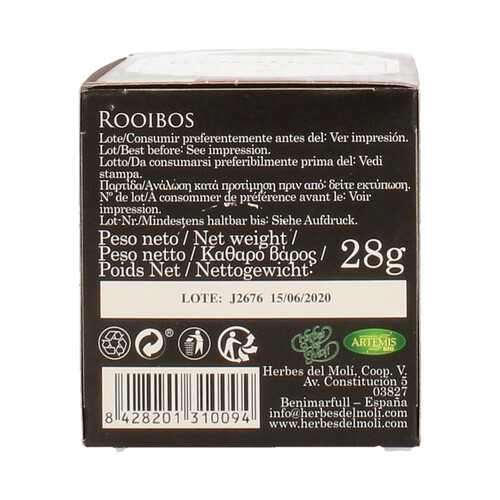 ROOIBOS
Lote/Consumir preferentemente antes del: Ver impresión.
Lot/Best before: See impression.
Lotto/Da consumarsi preferibilmente prima del: Vedi
stampa.
Παρτίδα/Ανάλωση κατά προτίμηση πριν από: δείτε εκτύπωση.
Nº de lot/A consommer de préférence avant le: Voir
impression.
Lot-Nr./Mindestens haltbar bis: Siehe Aufdruck.
Peso neto / Net weight /
Peso netto / Καθαρό βάρος /
Poids Net / Nettogewicht:
28g
LOTE: J2676 15/06/2020
ARTEMIS
BIO
Herbes del Molí, Coop. V.
Av. Constitución 5
03827
Benimarfull – España
info@herbesdelmoli.com
www.herbesdelmoli.com
8 428201 310094